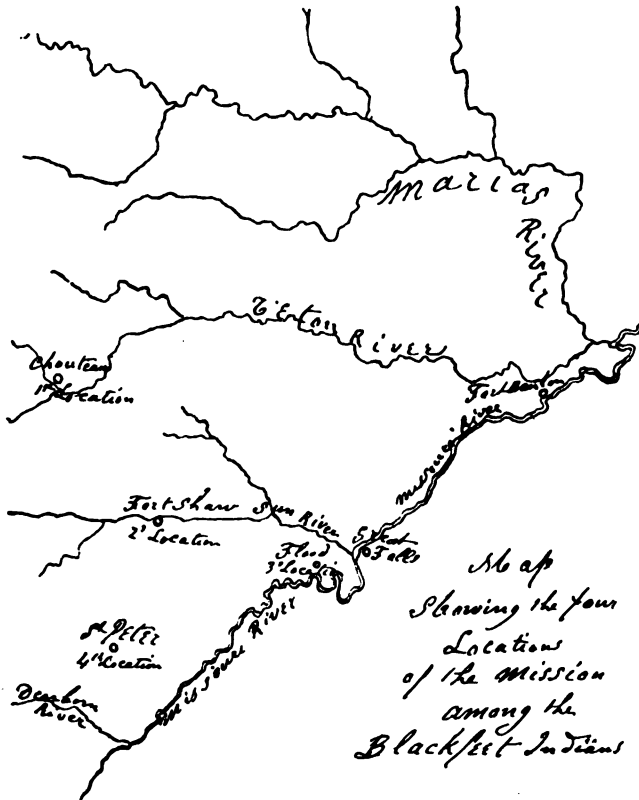 Marias
River
Teton River
Chouteau
1st Location
Fort Benton
Missouri River
Fort Shaw
2d Location
Sun River
Great
Falls
Flood
3d Location
Missouri River
St. Peter
4th Location
Dearborn
River
Map
Showing the four
Locations
of the Mission
among the
Blackfeet Indians